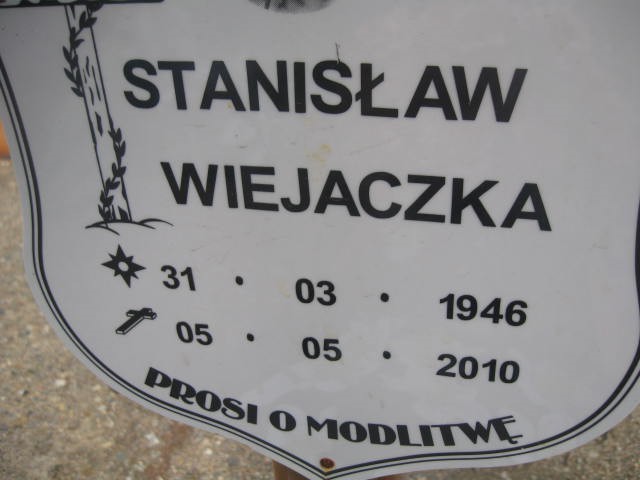 STANISŁAW
WIEJACZKA
31 · 03 · 1946
05 · 05 · 2010
PROSI O MODLITWĘ